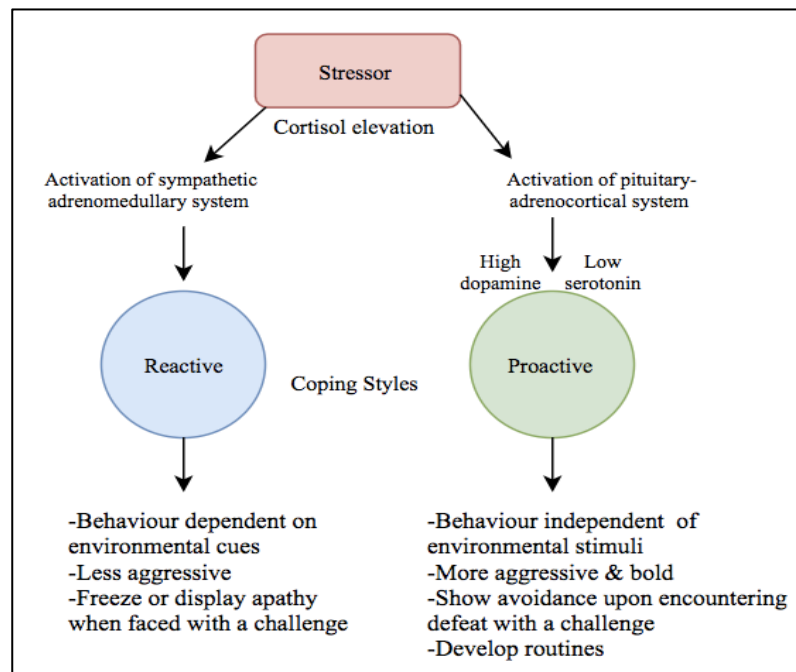 Stressor
Cortisol elevation
Activation of sympathetic
adrenomedullary system
Activation of pituitary-
adrenocortical system
High
dopamine
Low
serotonin
Reactive
Coping Styles
Proactive
-Behaviour dependent on
environmental cues
-Less aggressive
-Freeze or display apathy
when faced with a challenge
-Behaviour independent of
environmental stimuli
-More aggressive & bold
-Show avoidance upon encountering
defeat with a challenge
-Develop routines